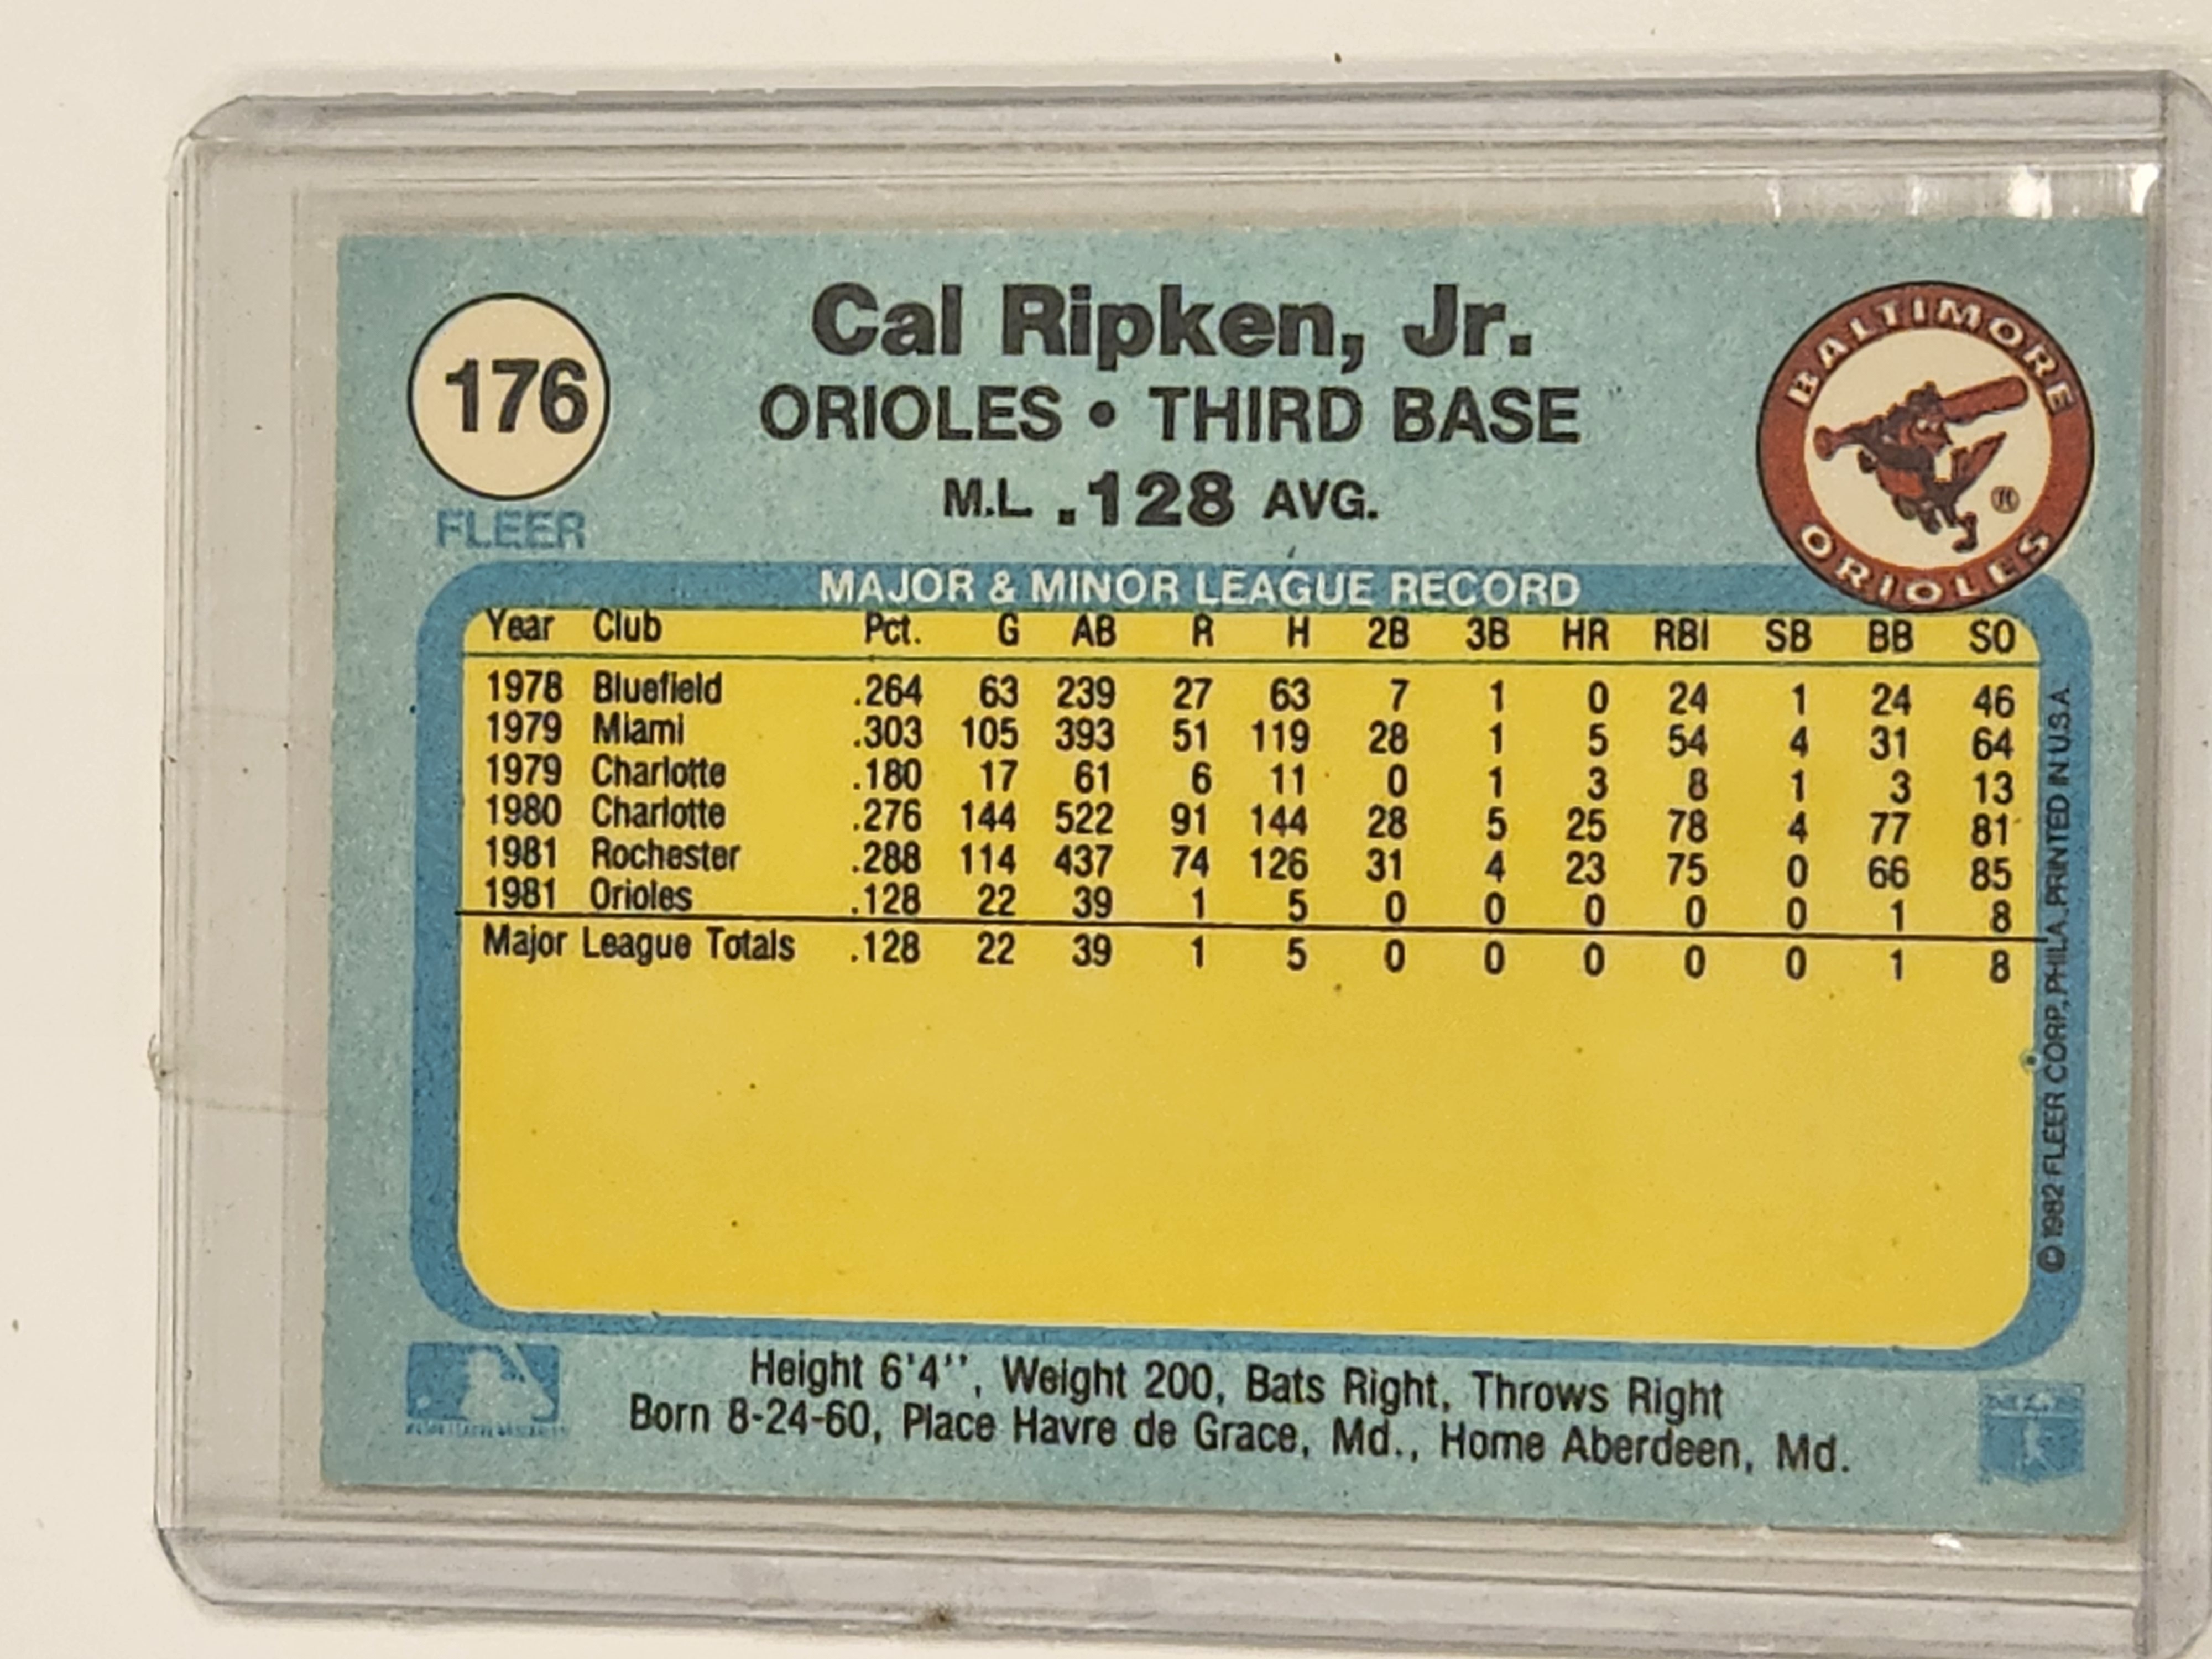 176
FLEER
Cal Ripken, Jr.
ORIOLES • THIRD BASE
M.L. .128 AVG.
BALTIMORE
ORIOLES
®
MAJOR & MINOR LEAGUE RECORD
Year Club Pct. G AB R H 2B 3B HR RBI SB BB SO
1978 Bluefield .264 63 239 27 63 7 1 0 24 1 24 46
1979 Miami .303 105 393 51 119 28 1 5 54 4 31 64
1979 Charlotte .180 17 61 6 11 0 1 3 8 1 3 13
1980 Charlotte .276 144 522 91 144 28 5 25 78 4 77 81
1981 Rochester .288 114 437 74 126 31 4 23 75 0 66 85
1981 Orioles .128 22 39 1 5 0 0 0 0 0 1 8
Major League Totals .128 22 39 1 5 0 0 0 0 0 1 8
© 1982 FLEER CORP., PHILA. PRINTED IN U.S.A.
Height 6'4'', Weight 200, Bats Right, Throws Right
Born 8-24-60, Place Havre de Grace, Md., Home Aberdeen, Md.